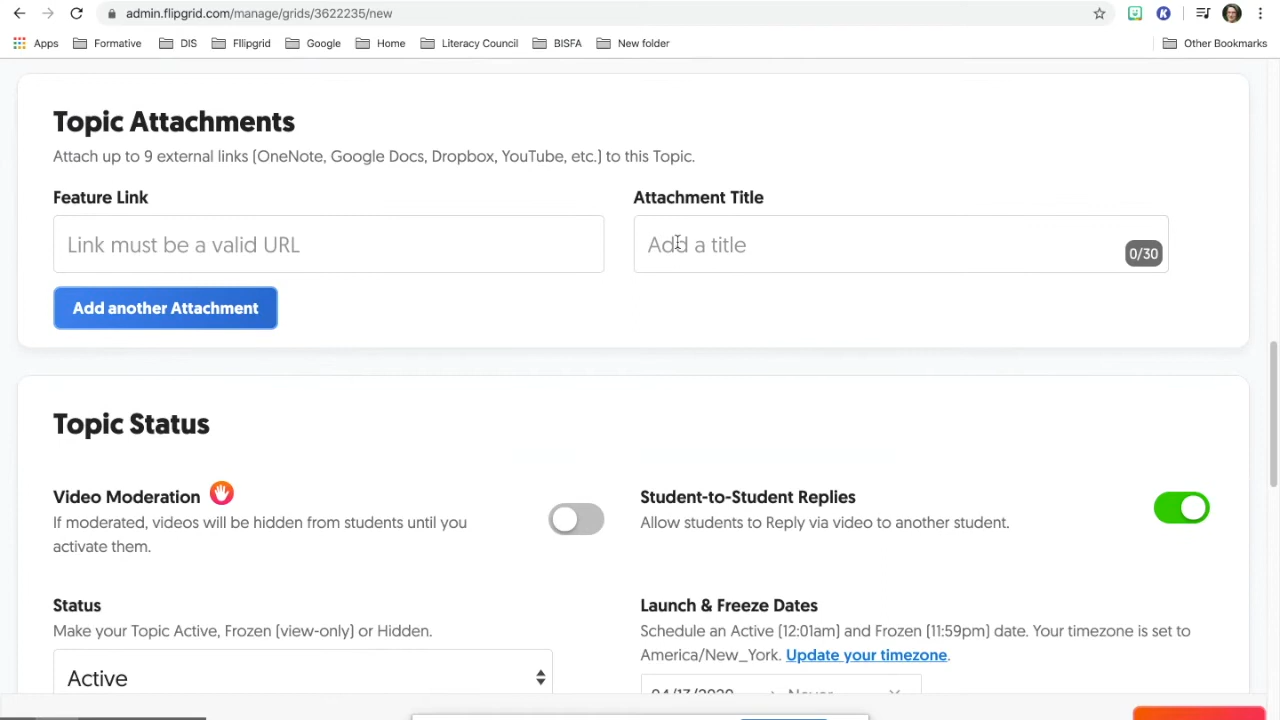 admin.flipgrid.com/manage/grids/3622235/new
Apps Formative DIS FlIipgrid Google Home Literacy Council BISFA New folder Other Bookmarks
Topic Attachments
Attach up to 9 external links (OneNote, Google Docs, Dropbox, YouTube, etc.) to this Topic.
Feature Link Attachment Title
Link must be a valid URL Add a title 0/30
Add another Attachment
Topic Status
Video Moderation Student-to-Student Replies
If moderated, videos will be hidden from students until you Allow students to Reply via video to another student.
activate them.
Status Launch & Freeze Dates
Make your Topic Active, Frozen (view-only) or Hidden. Schedule an Active (12:01am) and Frozen (11:59pm) date. Your timezone is set to
America/New_York. Update your timezone.
Active 04/13/2020 Never